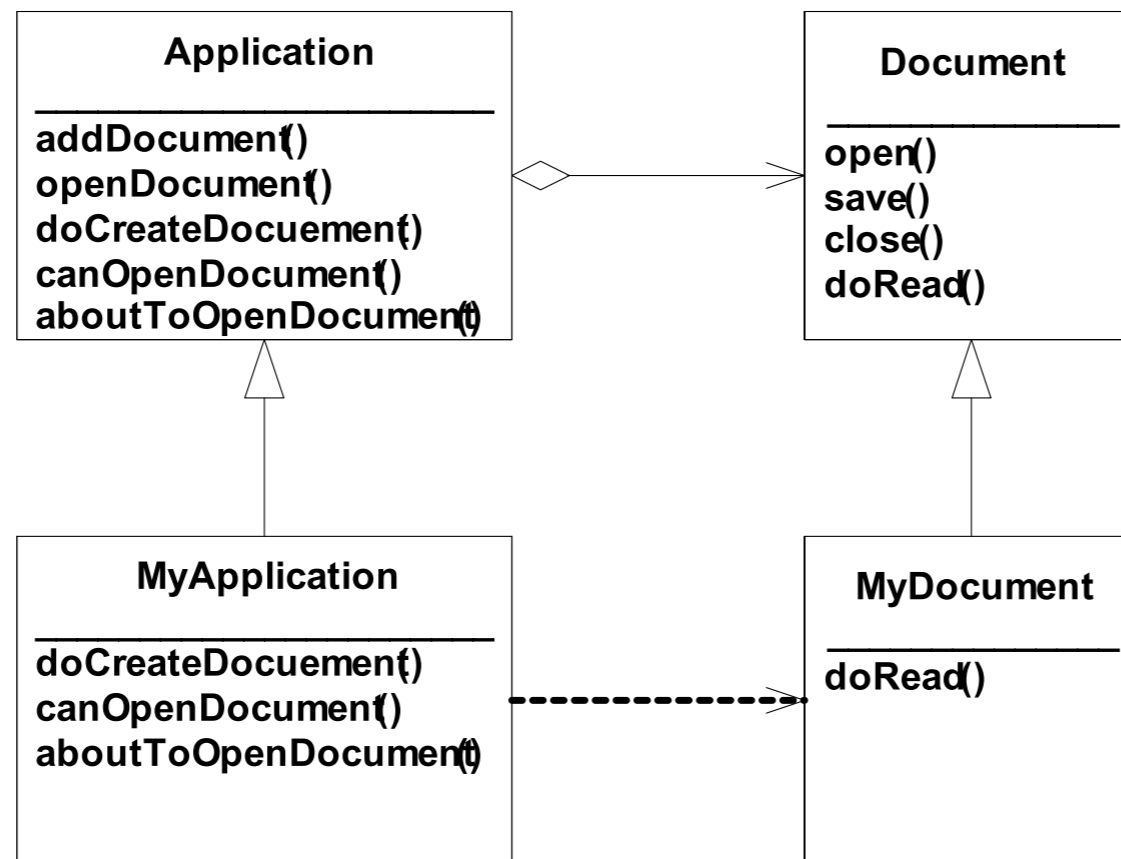 Application
addDocument()
openDocument()
doCreateDocuement()
canOpenDocument()
aboutToOpenDocument()
Document
open()
save()
close()
doRead()
MyApplication
doCreateDocuement()
canOpenDocument()
aboutToOpenDocument()
MyDocument
doRead()